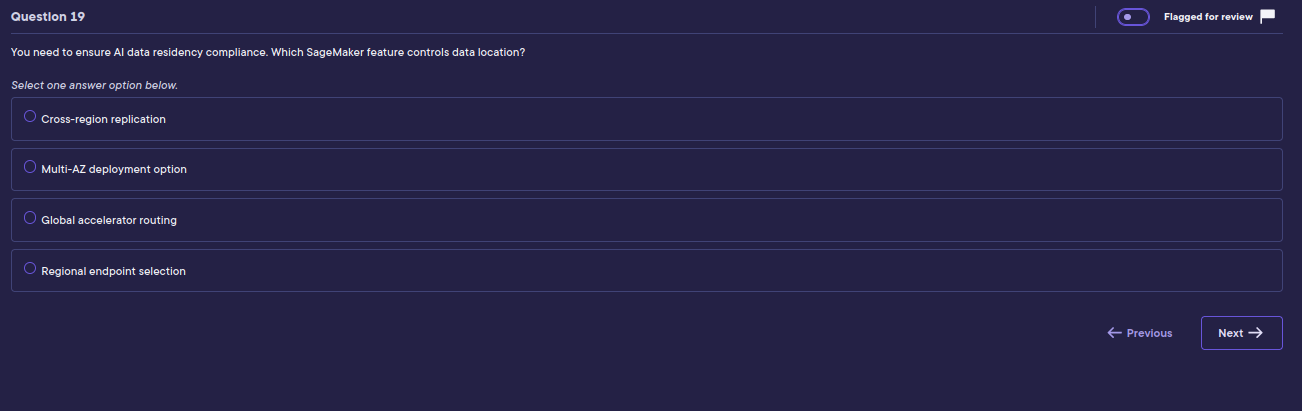 Question 19
Flagged for review
You need to ensure AI data residency compliance. Which SageMaker feature controls data location?
Select one answer option below.
Cross-region replication
Multi-AZ deployment option
Global accelerator routing
Regional endpoint selection
Previous
Next